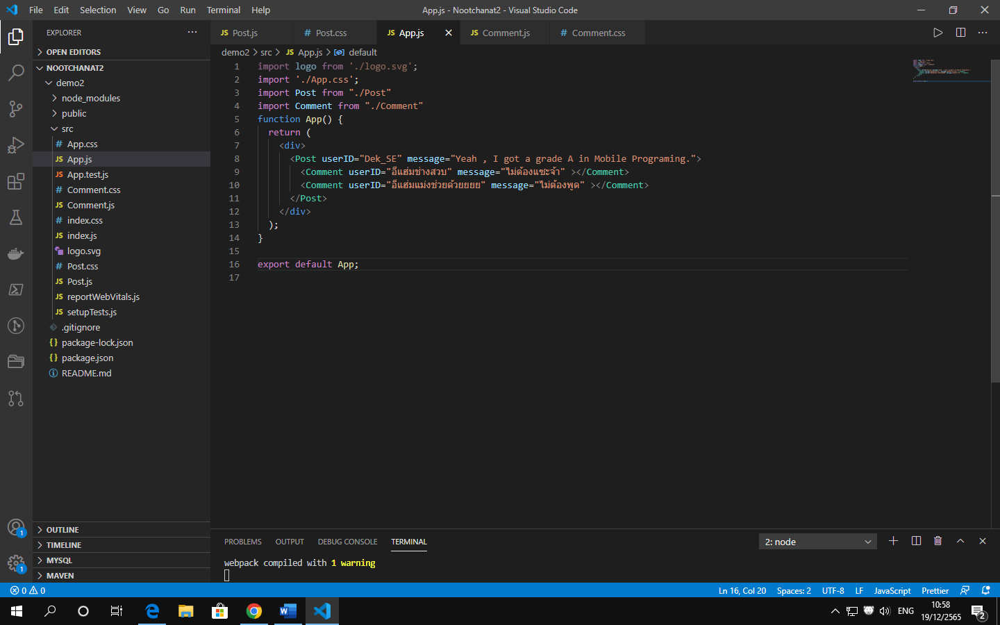 File Edit Selection View Go Run Terminal Help
App.js - Nootchanat2 - Visual Studio Code
EXPLORER
OPEN EDITORS
NOOTCHANAT2
demo2
node_modules
public
src
App.css
App.js
App.test.js
Comment.css
Comment.js
index.css
index.js
logo.svg
Post.css
Post.js
reportWebVitals.js
setupTests.js
.gitignore
package-lock.json
package.json
README.md
OUTLINE
TIMELINE
MYSQL
MAVEN
Post.js Post.css App.js Comment.js Comment.css
demo2 > src > App.js > default
1 import logo from './logo.svg';
2 import './App.css';
3 import Post from "./Post"
4 import Comment from "./Comment"
5 function App() {
6 return (
7 <div>
8 <Post userID="Dek_SE" message="Yeah , I got a grade A in Mobile Programing.">
9 <Comment userID="อีแฮ่มช่างสวบ" message="ไม่ต้องแซะจ้า" ></Comment>
10 <Comment userID="อีแฮ่มแม่งช่วยด้วยยยย" message="ไม่ต้องพูด" ></Comment>
11 </Post>
12 </div>
13 );
14 }
15
16 export default App;
17
PROBLEMS OUTPUT DEBUG CONSOLE TERMINAL
2: node
webpack compiled with 1 warning
1
1
0 0
Ln 16, Col 20 Spaces: 2 UTF-8 LF JavaScript Prettier
ENG
10:58
19/12/2565
2